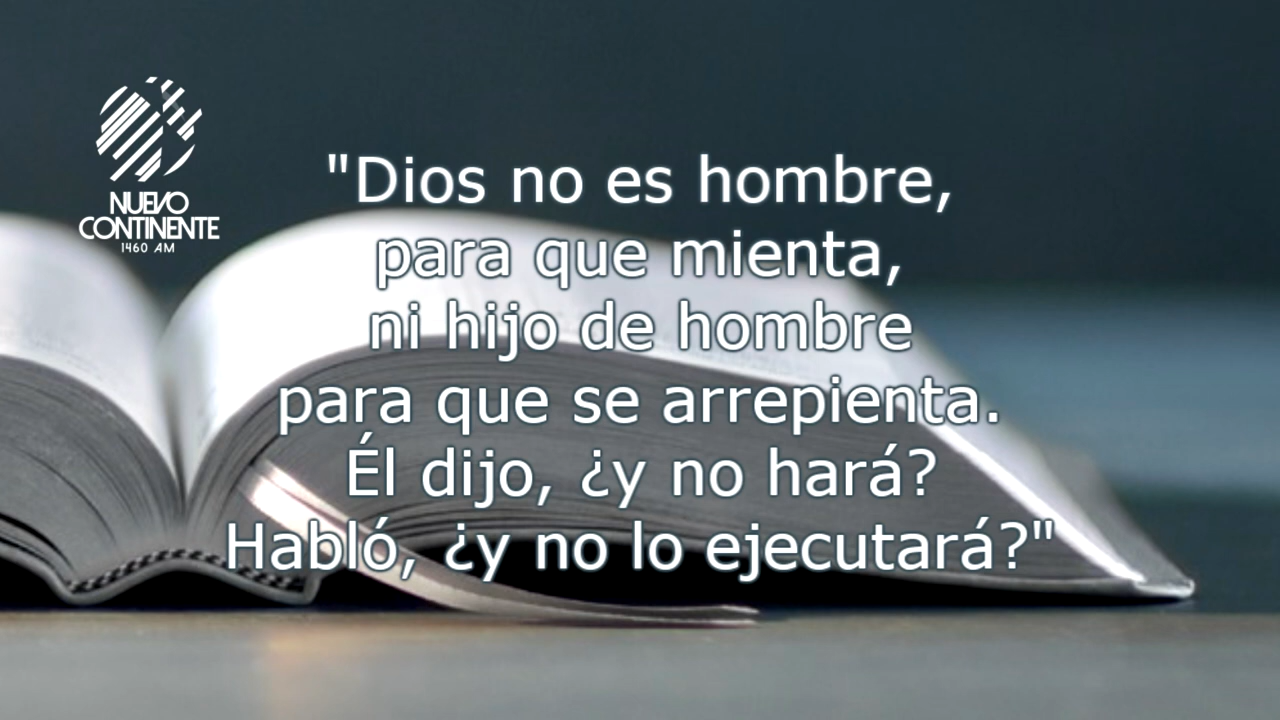 NUEVO
CONTINENTE
1460 AM
"Dios no es hombre,
para que mienta,
ni hijo de hombre
para que se arrepienta.
Él dijo, ¿y no hará?
Habló, ¿y no lo ejecutará?"